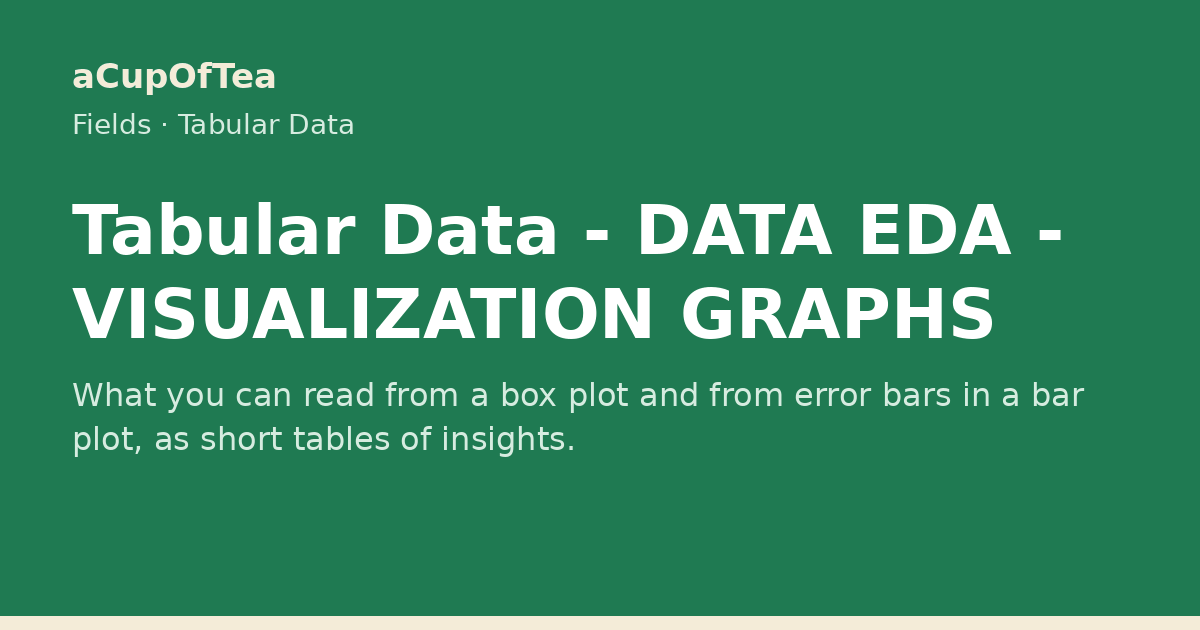 aCupOfTea
Fields · Tabular Data
Tabular Data - DATA EDA -
VISUALIZATION GRAPHS
What you can read from a box plot and from error bars in a bar
plot, as short tables of insights.